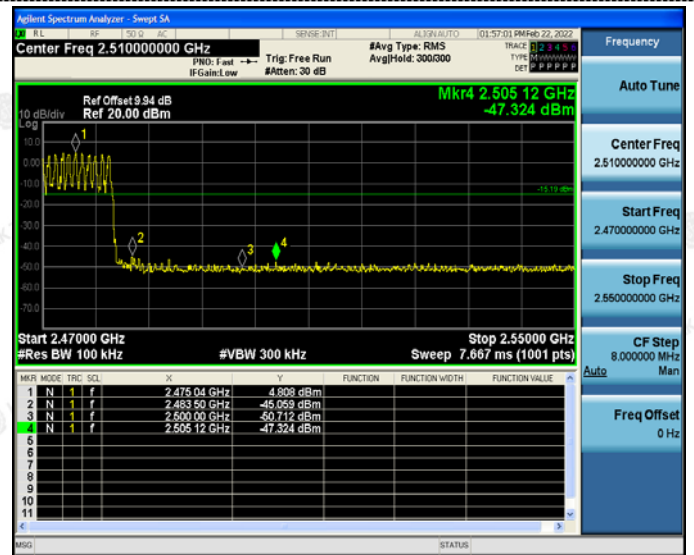 Agilent Spectrum Analyzer - Swept SA
RL RF 50 Ω AC SENSE:INT ALIGN AUTO 01:57:01 PM Feb 22, 2022
Center Freq 2.510000000 GHz #Avg Type: RMS TRACE 1 2 3 4 5 6
PNO: Fast Trig: Free Run Avg|Hold: 300/300 TYPE M
IFGain:Low #Atten: 30 dB DET P P P P P P
Frequency
Auto Tune
Center Freq
2.510000000 GHz
Start Freq
2.470000000 GHz
Stop Freq
2.550000000 GHz
CF Step
8.000000 MHz
Auto Man
Freq Offset
0 Hz
Mkr4 2.505 12 GHz
-47.324 dBm
Ref Offset 9.94 dB
10 dB/div Ref 20.00 dBm
Log
10.0
0.00
-10.0
-20.0
-30.0
-40.0
-50.0
-60.0
-70.0
1
2
3
4
-15.19 dBm
Start 2.47000 GHz Stop 2.55000 GHz
#Res BW 100 kHz #VBW 300 kHz Sweep 7.667 ms (1001 pts)
MKR MODE TRC SCL X Y FUNCTION FUNCTION WIDTH FUNCTION VALUE
1 N 1 f 2.475 04 GHz 4.808 dBm
2 N 1 f 2.483 50 GHz -45.059 dBm
3 N 1 f 2.500 00 GHz -50.712 dBm
4 N 1 f 2.505 12 GHz -47.324 dBm
5
6
7
8
9
10
11
MSG STATUS